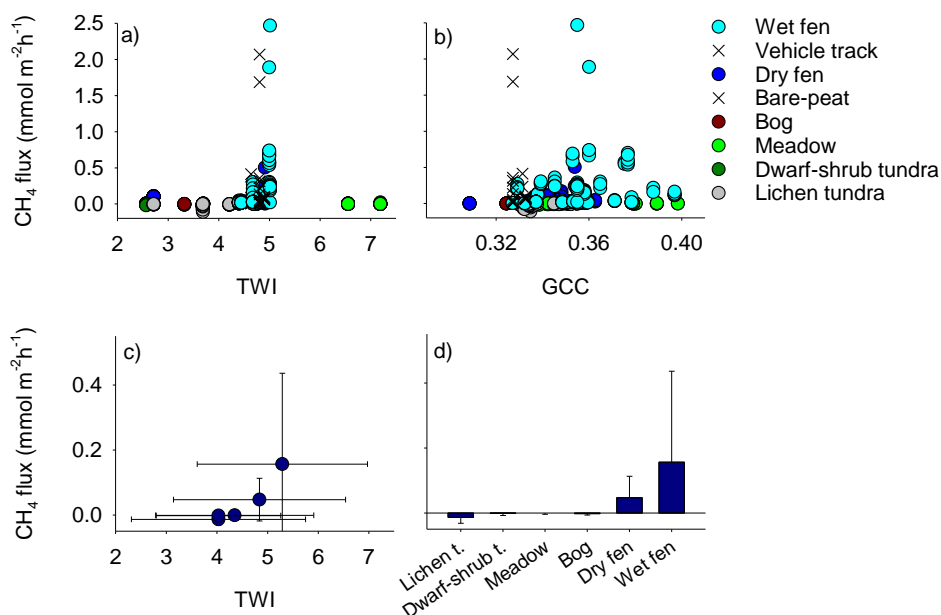 CH4 flux (mmol m-2h-1)
2.5
2.0
1.5
1.0
0.5
0.0
a)
2 3 4 5 6 7
TWI
b)
0.32 0.36 0.40
GCC
Wet fen
Vehicle track
Dry fen
Bare-peat
Bog
Meadow
Dwarf-shrub tundra
Lichen tundra
CH4 flux (mmol m-2h-1)
0.4
0.2
0.0
c)
2 3 4 5 6 7
TWI
d)
Lichen t.
Dwarf-shrub t.
Meadow
Bog
Dry fen
Wet fen